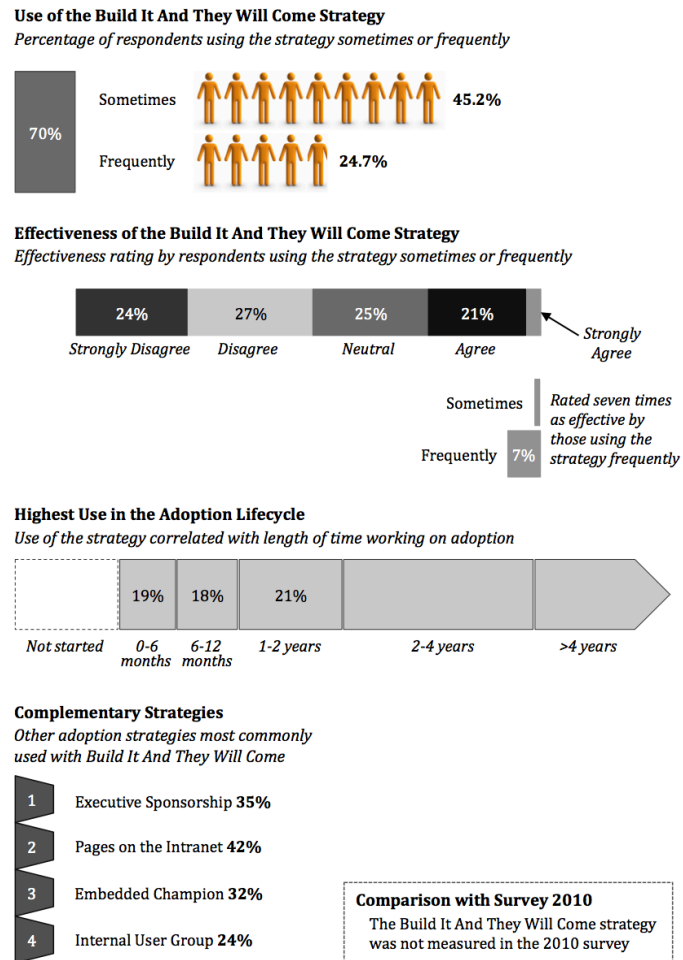 Use of the Build It And They Will Come Strategy
Percentage of respondents using the strategy sometimes or frequently
70%
Sometimes
45.2%
Frequently
24.7%
Effectiveness of the Build It And They Will Come Strategy
Effectiveness rating by respondents using the strategy sometimes or frequently
24%
27%
25%
21%
Strongly Disagree
Disagree
Neutral
Agree
Strongly
Agree
Sometimes
Frequently
7%
Rated seven times
as effective by
those using the
strategy frequently
Highest Use in the Adoption Lifecycle
Use of the strategy correlated with length of time working on adoption
19%
18%
21%
Not started
0-6
months
6-12
months
1-2 years
2-4 years
>4 years
Complementary Strategies
Other adoption strategies most commonly
used with Build It And They Will Come
1
Executive Sponsorship 35%
2
Pages on the Intranet 42%
3
Embedded Champion 32%
4
Internal User Group 24%
Comparison with Survey 2010
The Build It And They Will Come strategy
was not measured in the 2010 survey